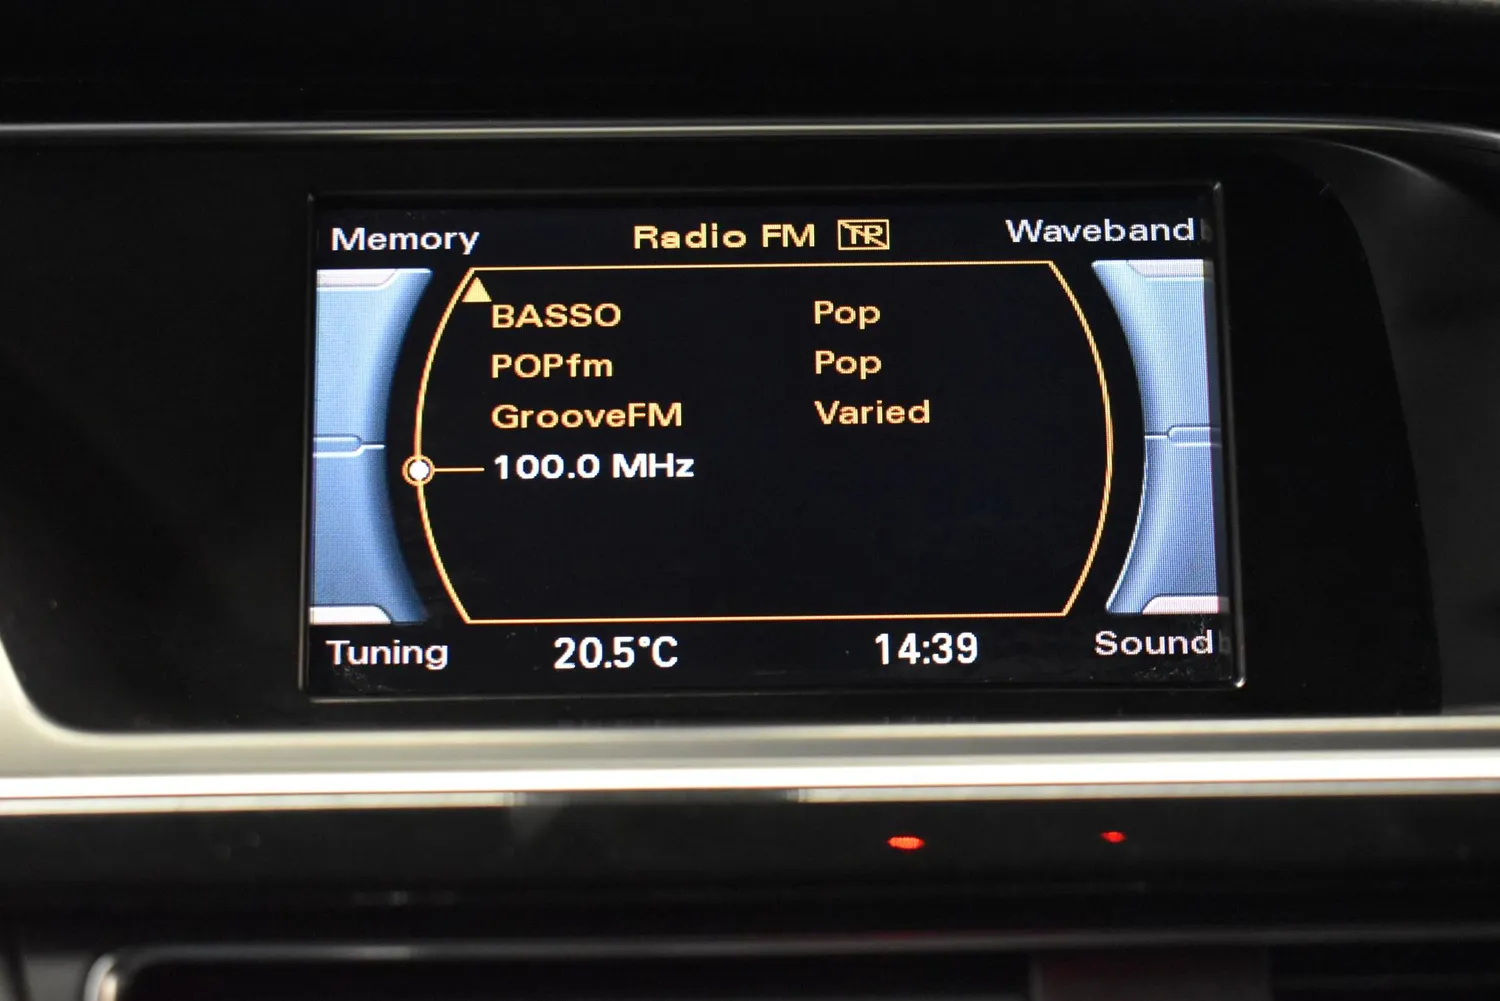 Memory
Radio FM TP
Waveband
BASSO Pop
POPfm Pop
GrooveFM Varied
100.0 MHz
Tuning
20.5°C
14:39
Sound